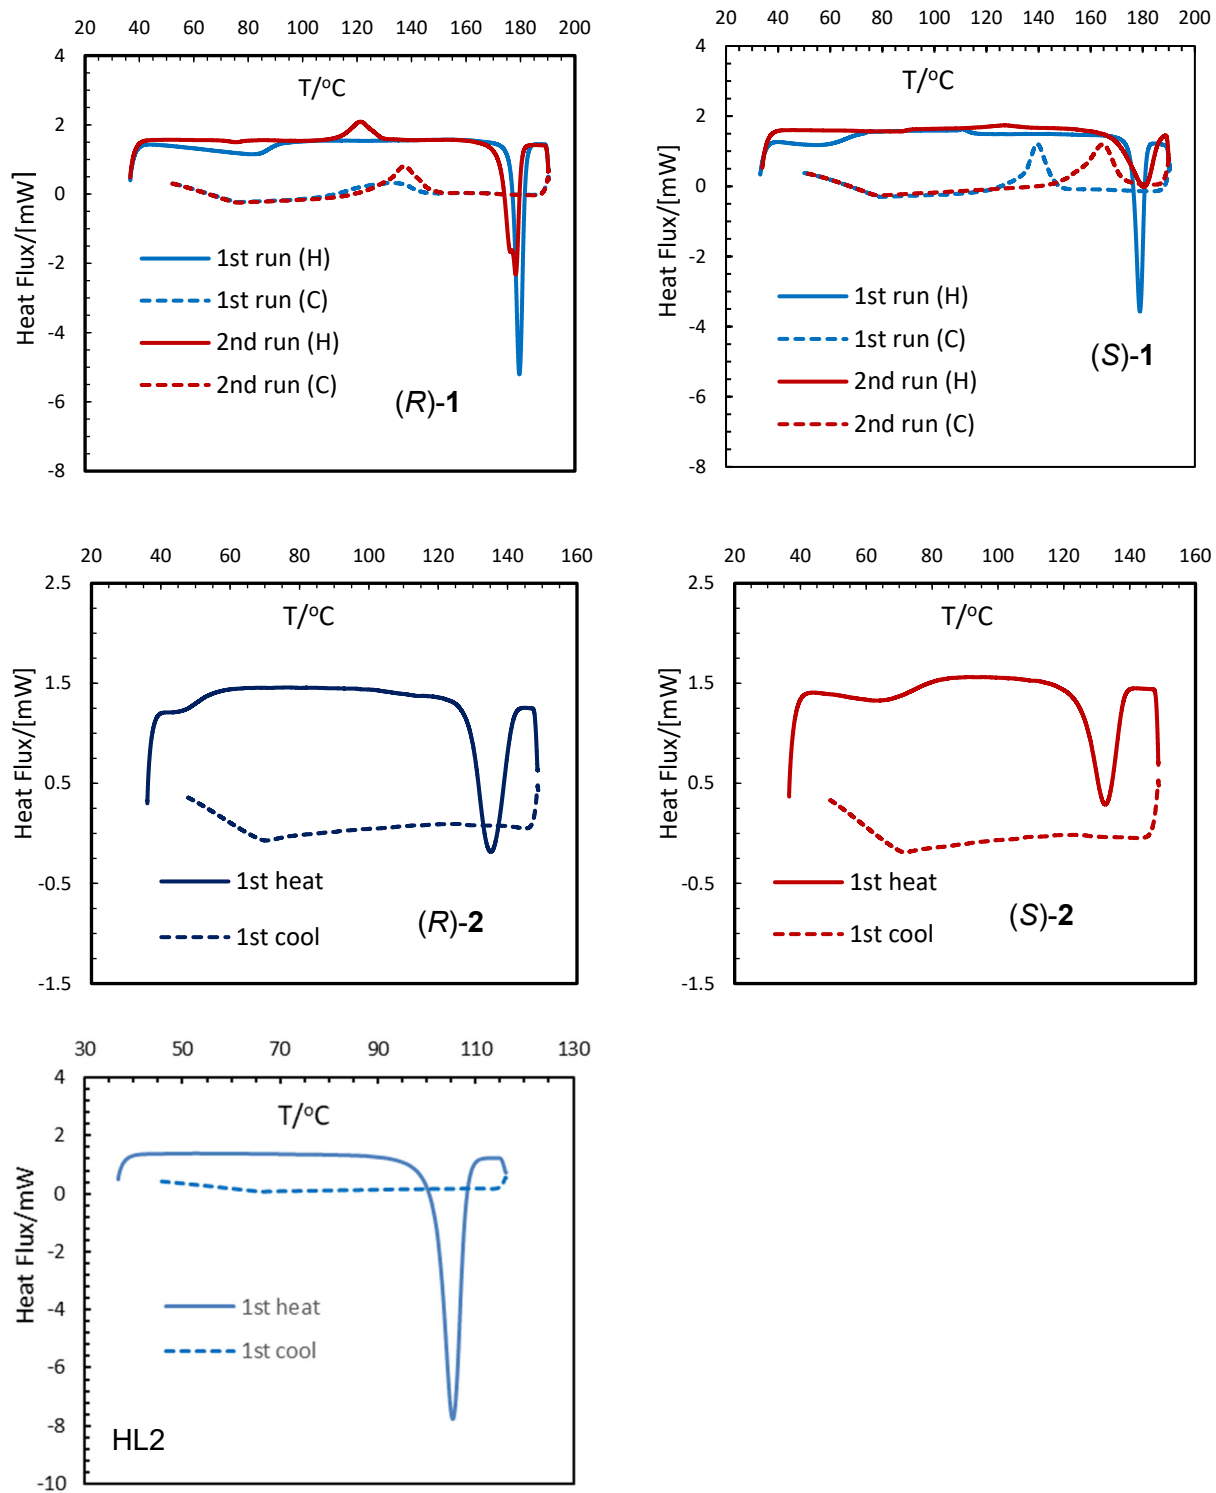 20 40 60 80 100 120 140 160 180 200
4
T/°C
2
0
-2
-4
-6
-8
Heat Flux/[mW]
1st run (H)
1st run (C)
2nd run (H)
2nd run (C)
(R)-1
20 40 60 80 100 120 140 160 180 200
4
T/°C
2
0
-2
-4
-6
-8
Heat Flux/[mW]
1st run (H)
1st run (C)
2nd run (H)
2nd run (C)
(S)-1
20 40 60 80 100 120 140 160
2.5
T/°C
1.5
0.5
-0.5
-1.5
Heat Flux/[mW]
1st heat
1st cool
(R)-2
20 40 60 80 100 120 140 160
2.5
T/°C
1.5
0.5
-0.5
-1.5
Heat Flux/[mW]
1st heat
1st cool
(S)-2
30 50 70 90 110 130
4
T/°C
2
0
-2
-4
-6
-8
-10
Heat Flux/mW
1st heat
1st cool
HL2